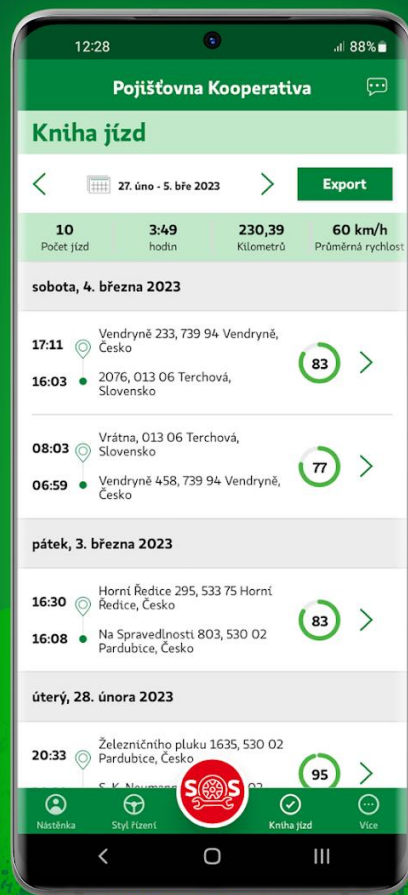 12:28
88%
Pojišťovna Kooperativa
Kniha jízd
27. úno - 5. bře 2023
Export
10
3:49
230,39
60 km/h
Počet jízd
hodin
Kilometrů
Průměrná rychlost
sobota, 4. března 2023
17:11
Vendryně 233, 739 94 Vendryně,
Česko
83
16:03
2076, 013 06 Terchová,
Slovensko
08:03
Vrátna, 013 06 Terchová,
Slovensko
77
06:59
Vendryně 458, 739 94 Vendryně,
Česko
pátek, 3. března 2023
16:30
Horní Ředice 295, 533 75 Horní
Ředice, Česko
83
16:08
Na Spravedlnosti 803, 530 02
Pardubice, Česko
úterý, 28. února 2023
20:33
Železničního pluku 1635, 530 02
Pardubice, Česko
95
SOS
Nástěnka
Styl řízení
Kniha jízd
Více